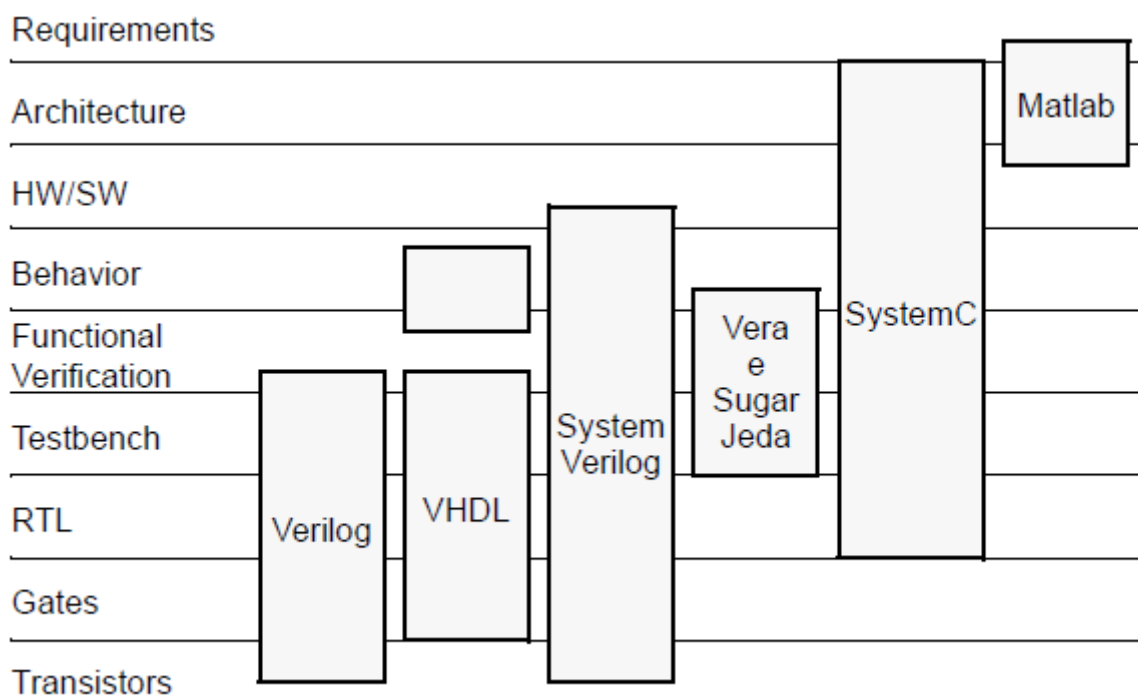 Requirements
Architecture
Matlab
HW/SW
Behavior
Functional
Verification
Testbench
RTL
Gates
Transistors
Verilog
VHDL
System
Verilog
Vera
e
Sugar
Jeda
SystemC